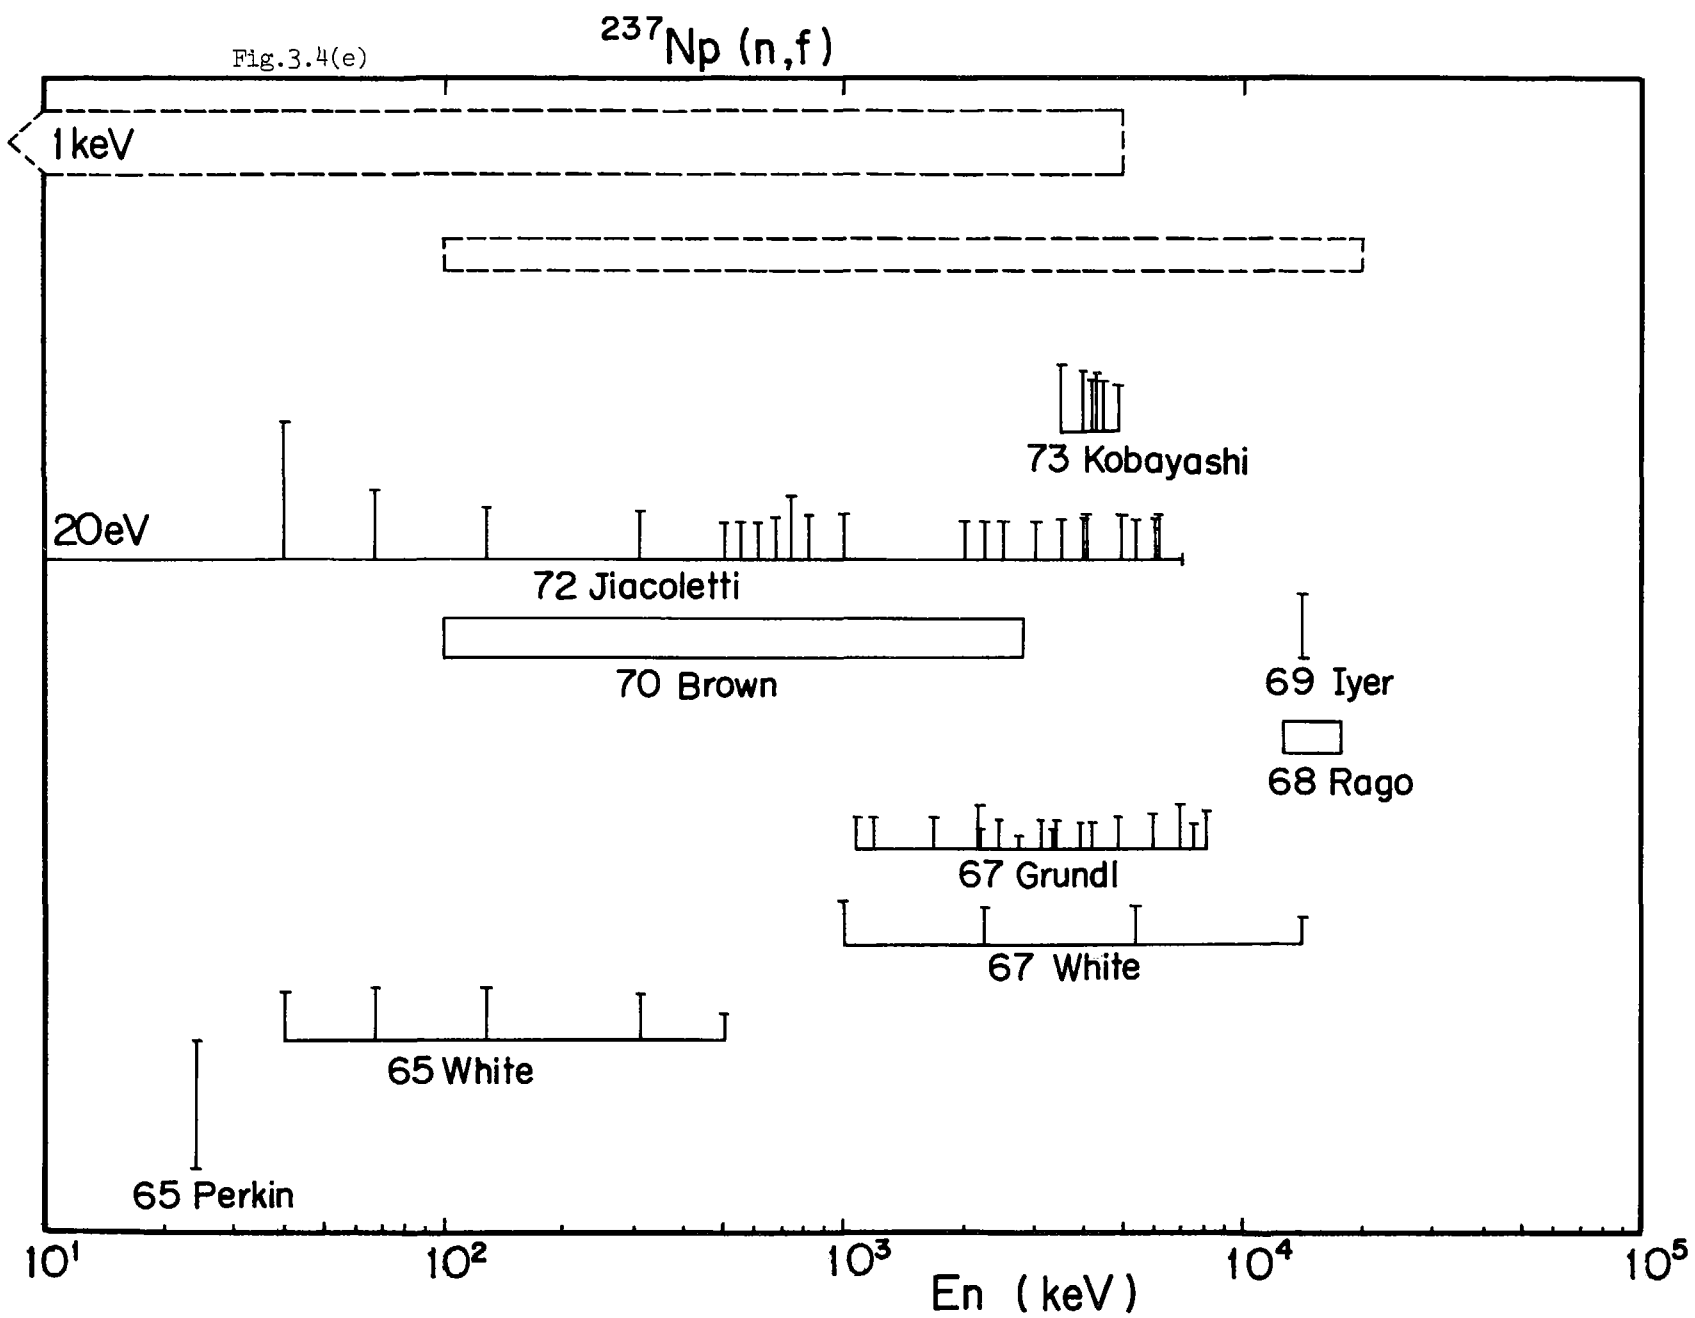 ²³⁷Np (n,f)
Fig.3.4(e)
1keV
73 Kobayashi
20eV
72 Jiacoletti
70 Brown
69 Iyer
68 Rago
67 Grundl
67 White
65 White
65 Perkin
10¹ 10² 10³ 10⁴ 10⁵
En (keV)